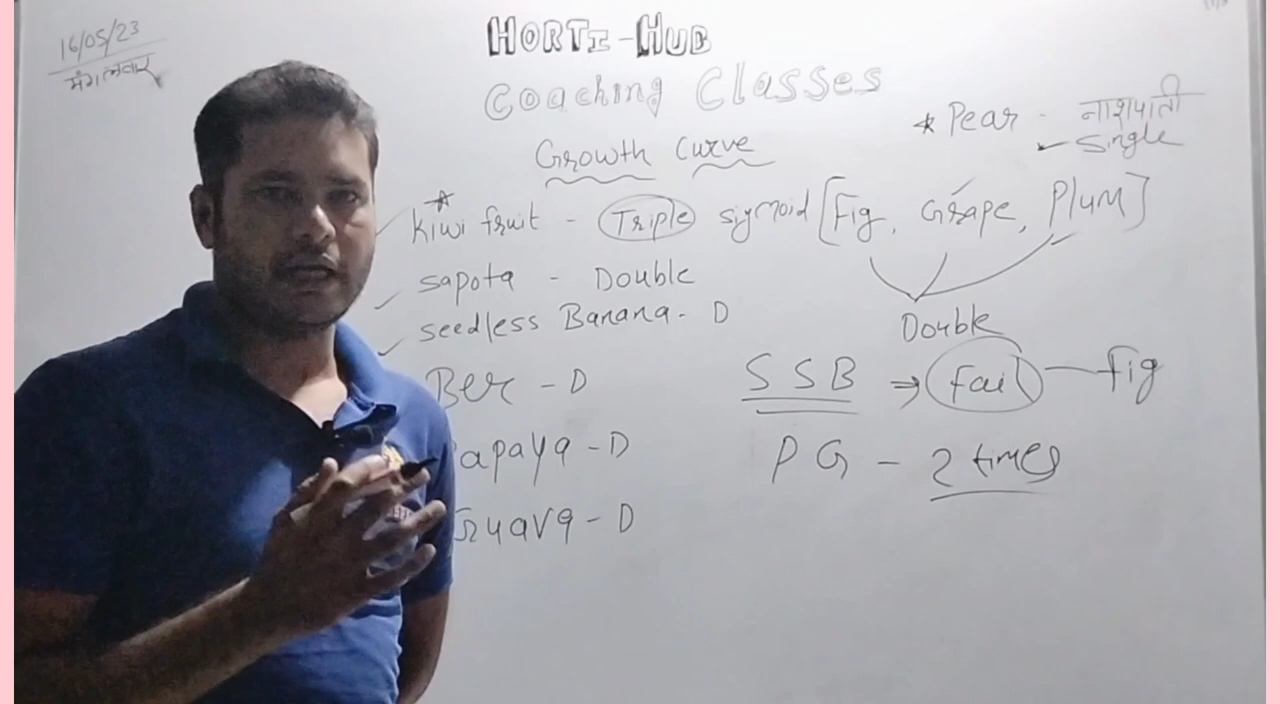 16/05/23
मंगलवार
HORTI-HUB
Coaching Classes
* Pear - नाशपाती
Single
Growth Curve
Kiwi fruit - Triple sigmoid [Fig, Grape, Plum]
sapota - Double
Double
seedless Banana - D
Ber - D
SSB ⇒ fail — fig
apaya - D
PG - 2 times
Guava - D